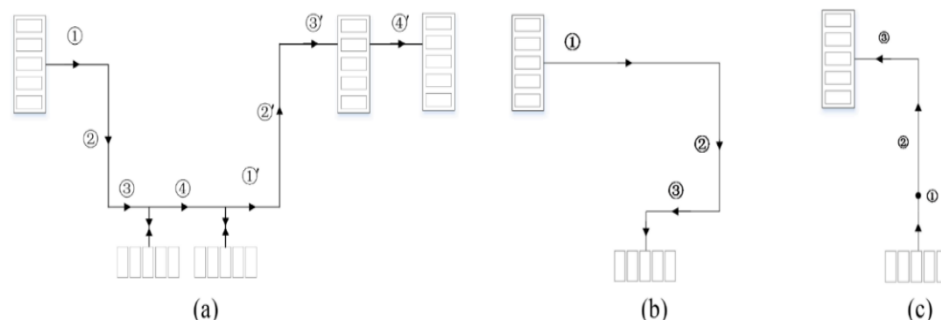 ① ③′ ④′ ① ③
② ②′ ② ②
③ ④ ①′ ③ ①
(a) (b) (c)